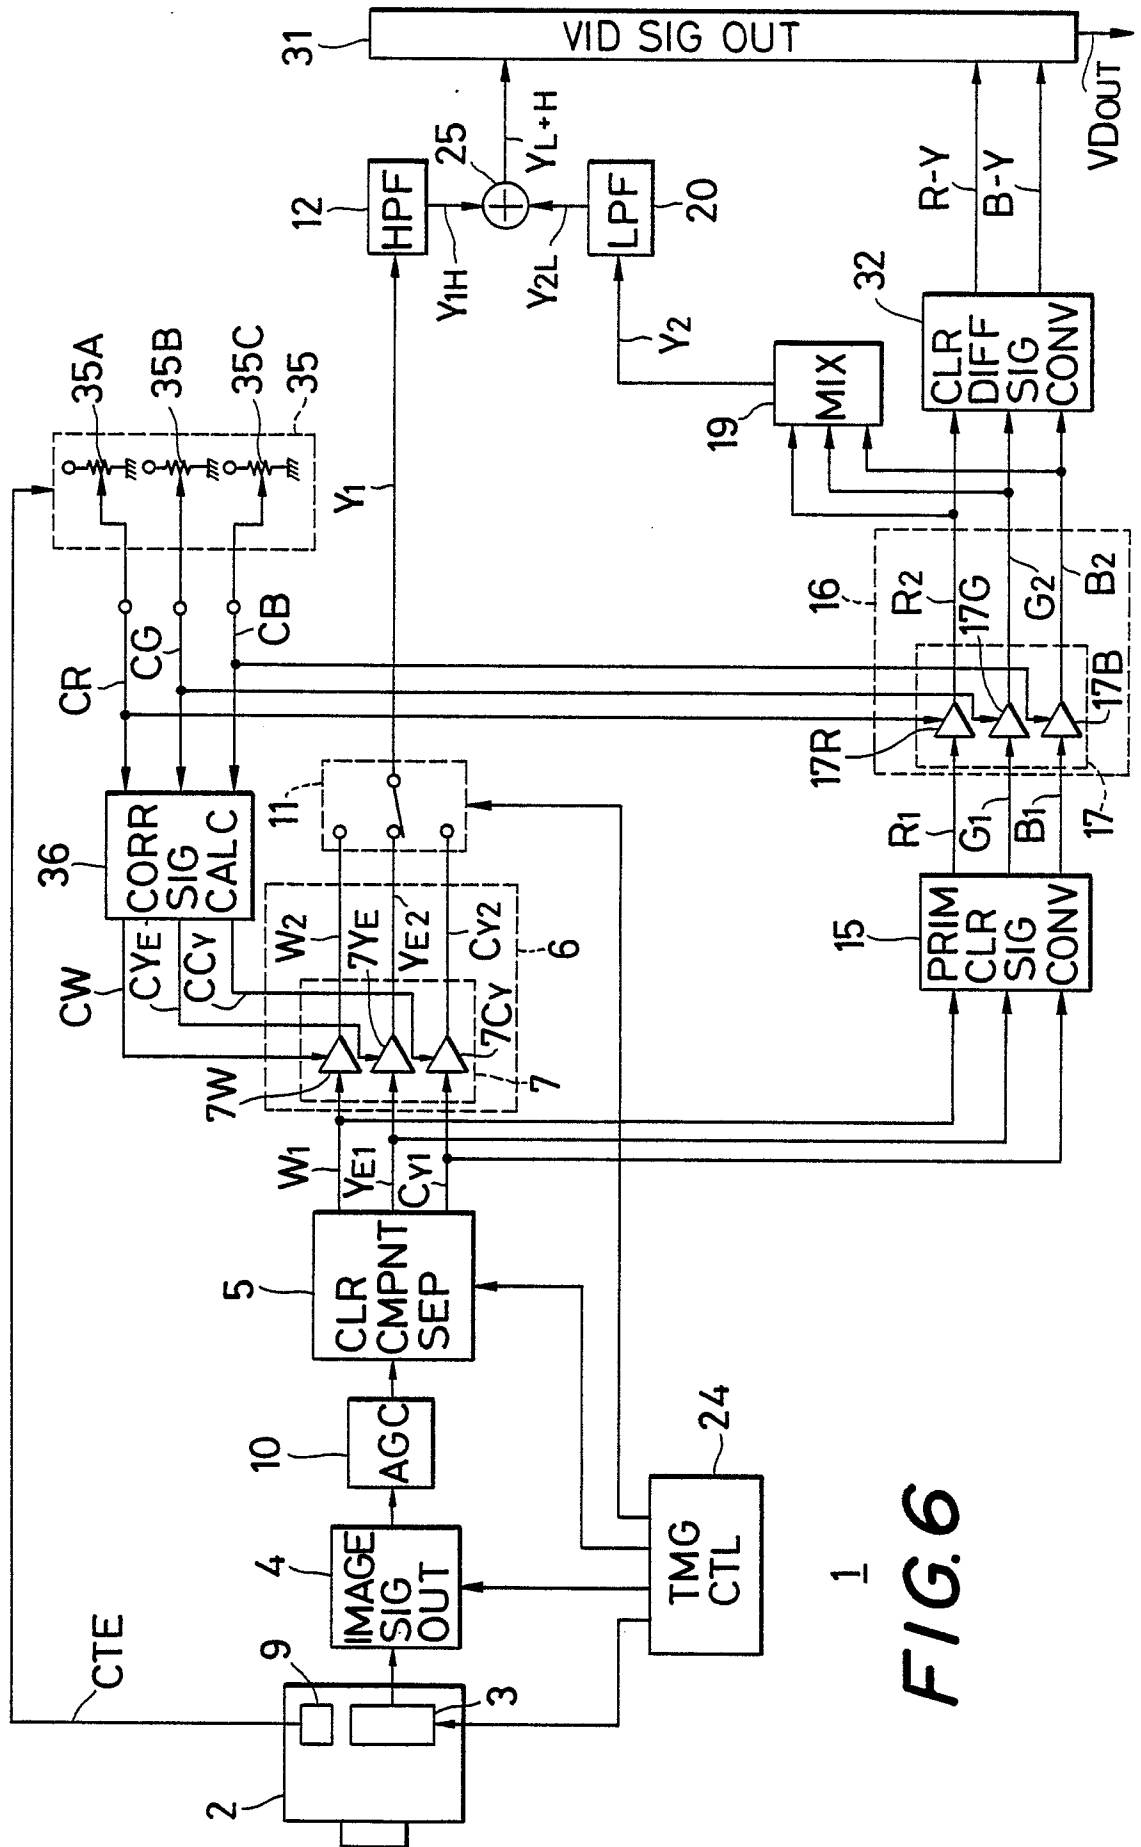 CTE
CR
CG
CB
35A
35B
35C
35
36
CORR
SIG
CALC
CW
CYE
CCY
2
9
3
4
IMAGE
SIG
OUT
10
AGC
5
CLR
CMPNT
SEP
W1
YE1
CY1
7W
7YE
7CY
7
6
W2
YE2
CY2
11
Y1
12
HPF
Y1H
25
YL+H
Y2L
LPF
20
Y2
31
VID SIG OUT
VDOUT
TMG
CTL
24
15
PRIM
CLR
SIG
CONV
R1
G1
B1
17R
17G
17B
17
16
R2
G2
B2
19
MIX
32
CLR
DIFF
SIG
CONV
R-Y
B-Y
1
FIG. 6